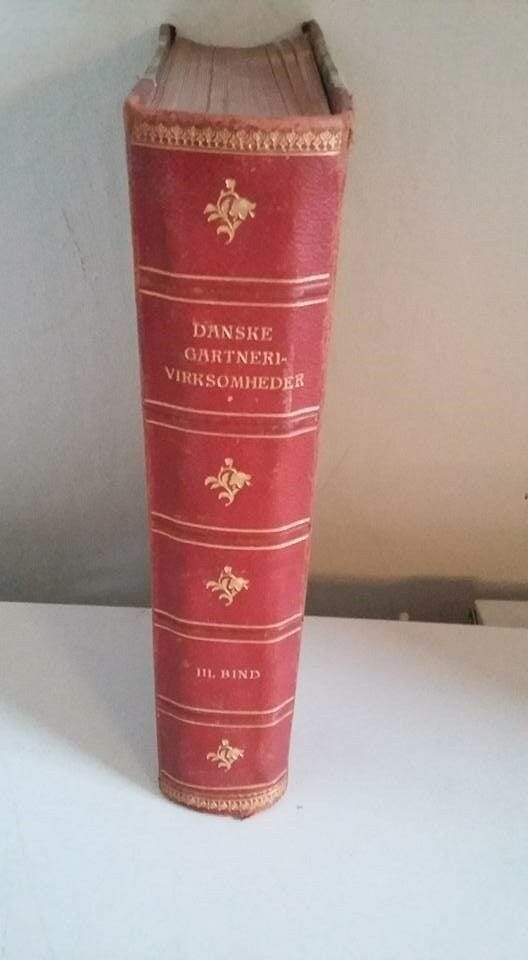 DANSKE
GARTNERI-
VIRKSOMHEDER
III. BIND